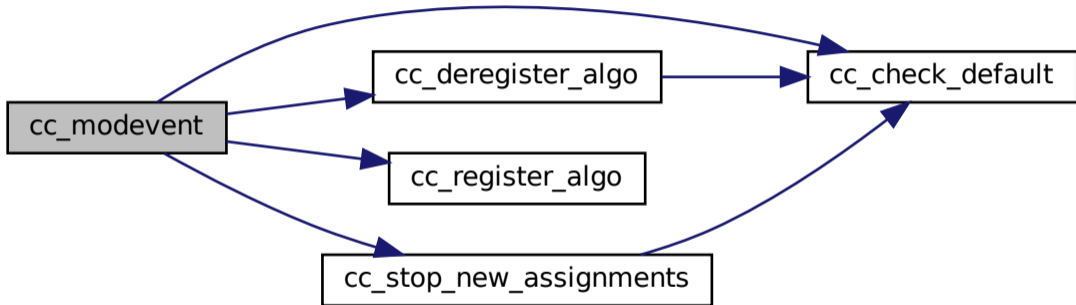 cc_modevent
cc_deregister_algo
cc_check_default
cc_register_algo
cc_stop_new_assignments